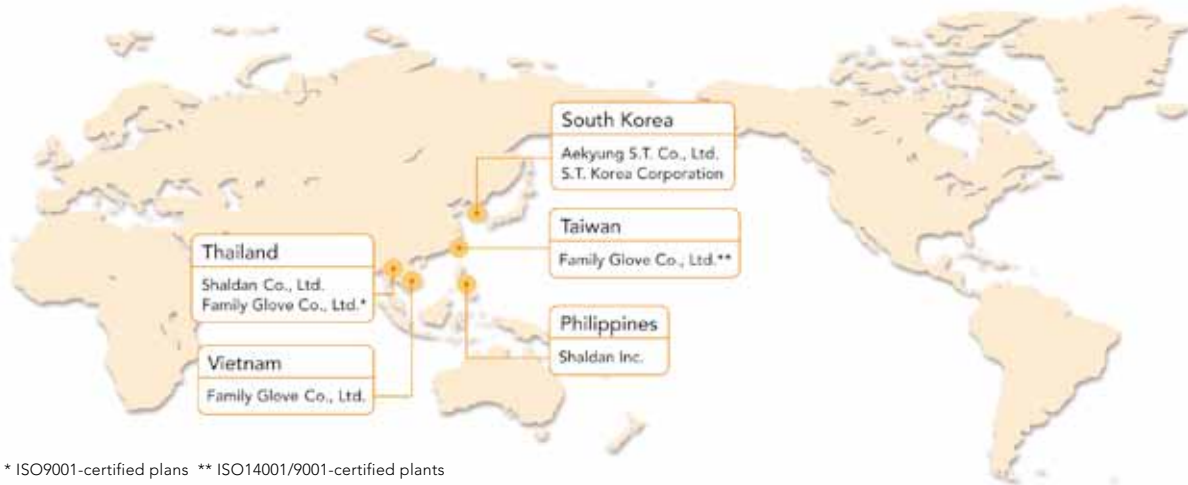 South Korea
Aekyung S.T. Co., Ltd.
S.T. Korea Corporation
Taiwan
Family Glove Co., Ltd.**
Thailand
Shaldan Co., Ltd.
Family Glove Co., Ltd.*
Philippines
Shaldan Inc.
Vietnam
Family Glove Co., Ltd.
* ISO9001-certified plans ** ISO14001/9001-certified plants